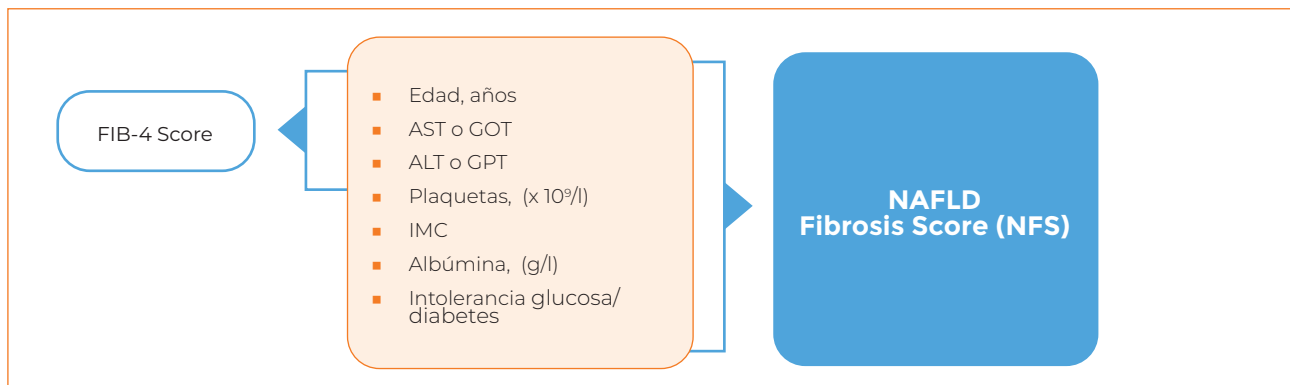 FIB-4 Score
■ Edad, años
■ AST o GOT
■ ALT o GPT
■ Plaquetas, (x 10⁹/l)
■ IMC
■ Albúmina, (g/l)
■ Intolerancia glucosa/
diabetes
NAFLD
Fibrosis Score (NFS)